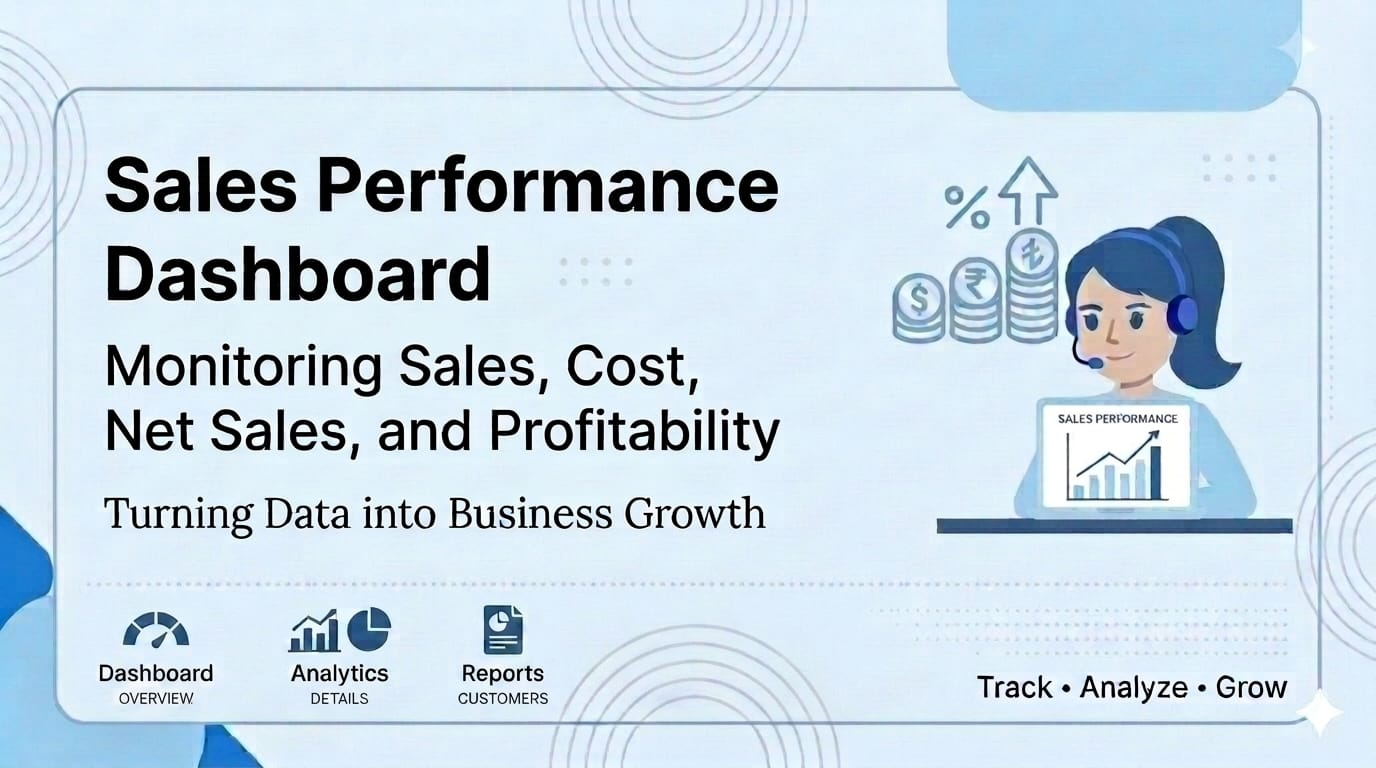 Sales Performance
Dashboard
Monitoring Sales, Cost,
Net Sales, and Profitability
Turning Data into Business Growth
%
$ ₹ ₺
SALES PERFORMANCE
Dashboard
OVERVIEW
Analytics
DETAILS
Reports
CUSTOMERS
Track • Analyze • Grow